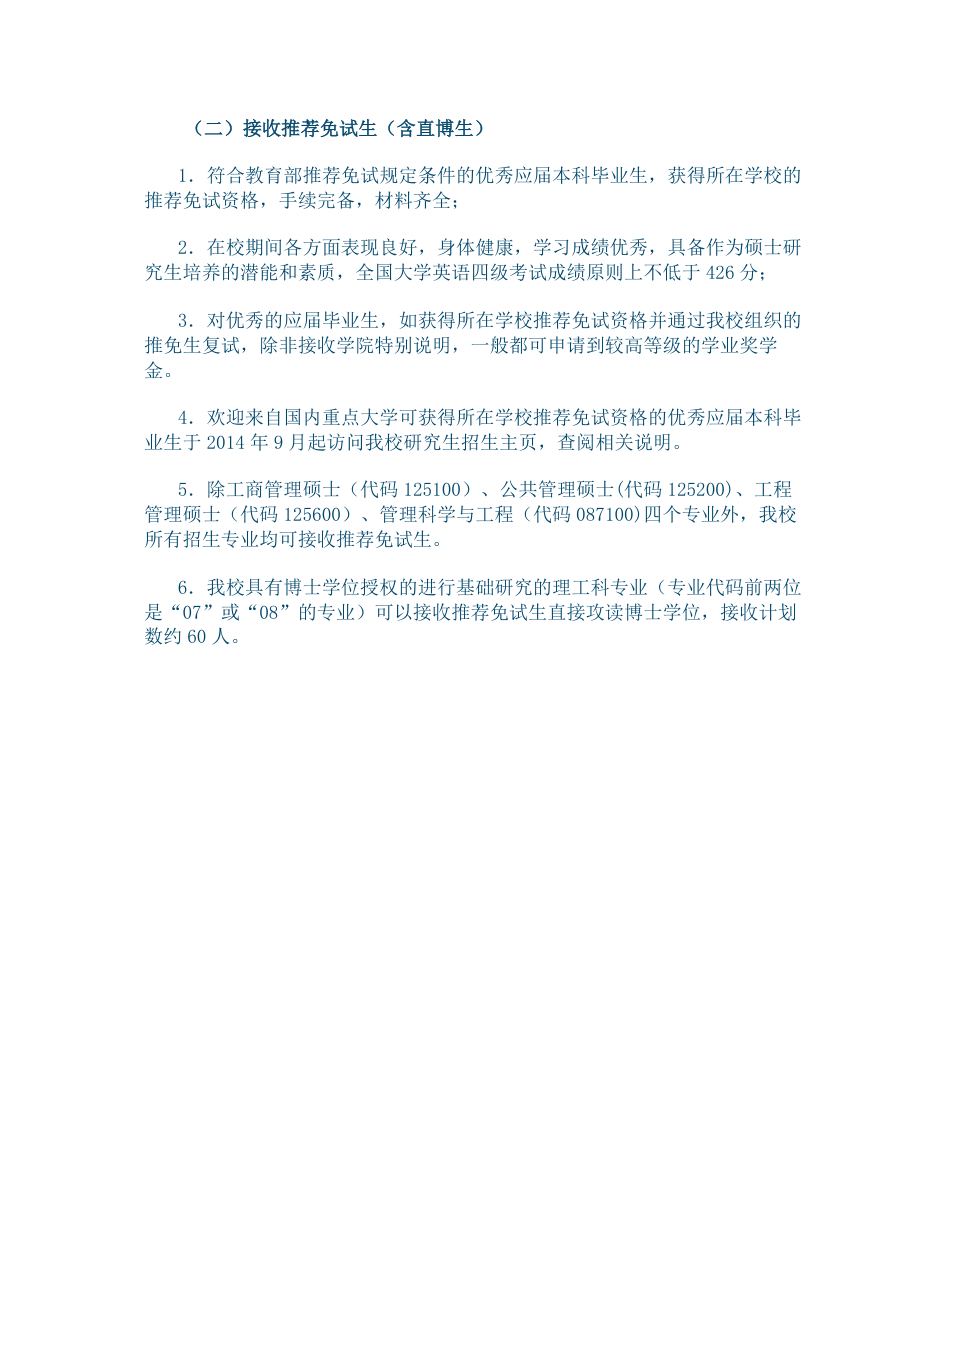 （二）接收推荐免试生（含直博生）
1．符合教育部推荐免试规定条件的优秀应届本科毕业生，获得所在学校的
推荐免试资格，手续完备，材料齐全；
2．在校期间各方面表现良好，身体健康，学习成绩优秀，具备作为硕士研
究生培养的潜能和素质，全国大学英语四级考试成绩原则上不低于 426 分；
3．对优秀的应届毕业生，如获得所在学校推荐免试资格并通过我校组织的
推免生复试，除非接收学院特别说明，一般都可申请到较高等级的学业奖学
金。
4．欢迎来自国内重点大学可获得所在学校推荐免试资格的优秀应届本科毕
业生于 2014 年 9 月起访问我校研究生招生主页，查阅相关说明。
5．除工商管理硕士（代码 125100）、公共管理硕士(代码 125200)、工程
管理硕士（代码 125600）、管理科学与工程（代码 087100)四个专业外，我校
所有招生专业均可接收推荐免试生。
6．我校具有博士学位授权的进行基础研究的理工科专业（专业代码前两位
是“07”或“08”的专业）可以接收推荐免试生直接攻读博士学位，接收计划
数约 60 人。